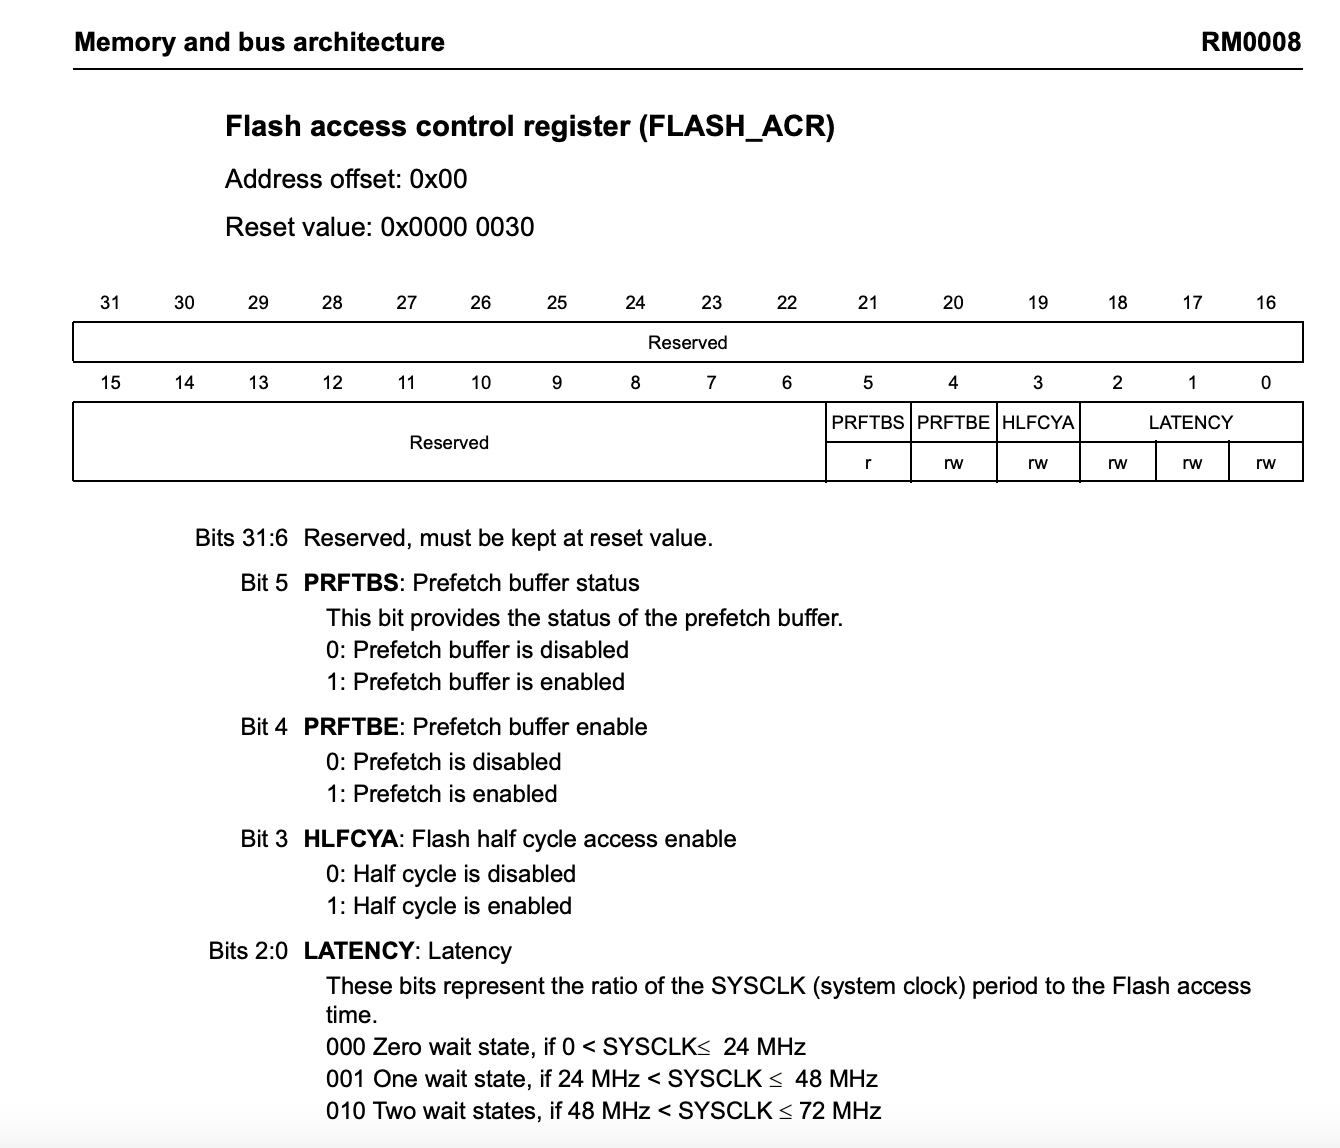 Memory and bus architecture RM0008
Flash access control register (FLASH_ACR)
Address offset: 0x00
Reset value: 0x0000 0030
31 30 29 28 27 26 25 24 23 22 21 20 19 18 17 16
Reserved
15 14 13 12 11 10 9 8 7 6 5 4 3 2 1 0
Reserved PRFTBS PRFTBE HLFCYA LATENCY
r rw rw rw rw rw
Bits 31:6 Reserved, must be kept at reset value.
Bit 5 PRFTBS: Prefetch buffer status
This bit provides the status of the prefetch buffer.
0: Prefetch buffer is disabled
1: Prefetch buffer is enabled
Bit 4 PRFTBE: Prefetch buffer enable
0: Prefetch is disabled
1: Prefetch is enabled
Bit 3 HLFCYA: Flash half cycle access enable
0: Half cycle is disabled
1: Half cycle is enabled
Bits 2:0 LATENCY: Latency
These bits represent the ratio of the SYSCLK (system clock) period to the Flash access
time.
000 Zero wait state, if 0 < SYSCLK≤ 24 MHz
001 One wait state, if 24 MHz < SYSCLK ≤ 48 MHz
010 Two wait states, if 48 MHz < SYSCLK ≤ 72 MHz